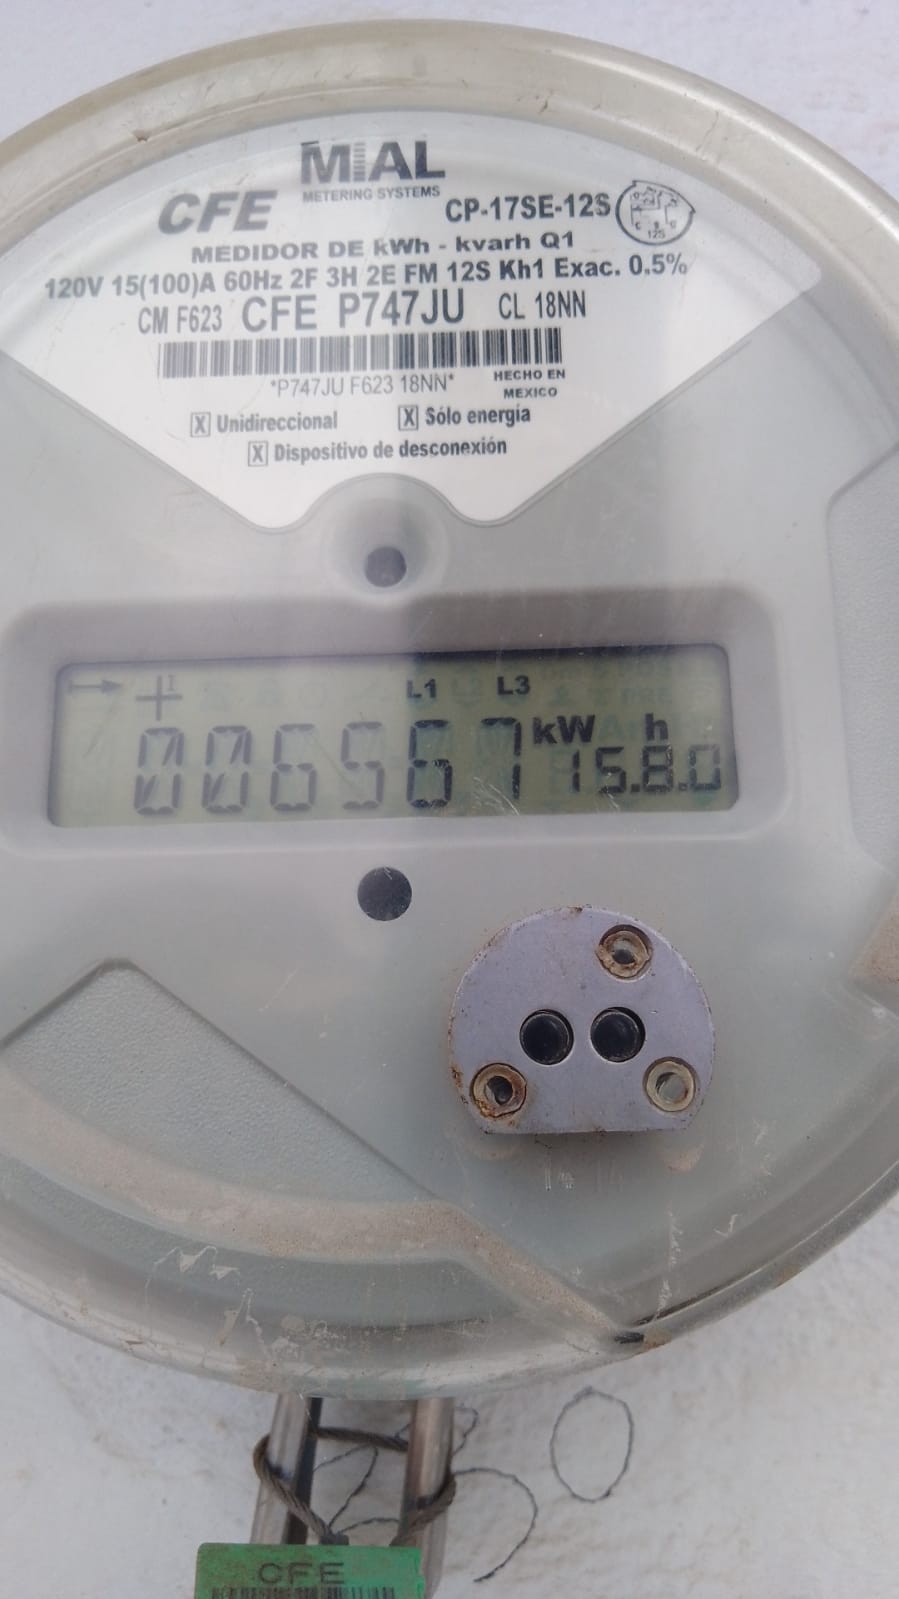 MIAL
METERING SYSTEMS
CFE
CP-17SE-12S
12S
MEDIDOR DE kWh - kvarh Q1
120V 15(100)A 60Hz 2F 3H 2E FM 12S Kh1 Exac. 0.5%
CM F623 CFE P747JU CL 18NN
*P747JU F623 18NN*
HECHO EN
MEXICO
X Unidireccional X Sólo energía
X Dispositivo de desconexión
L1 L3
006567 kW h 15.8.0
CFE